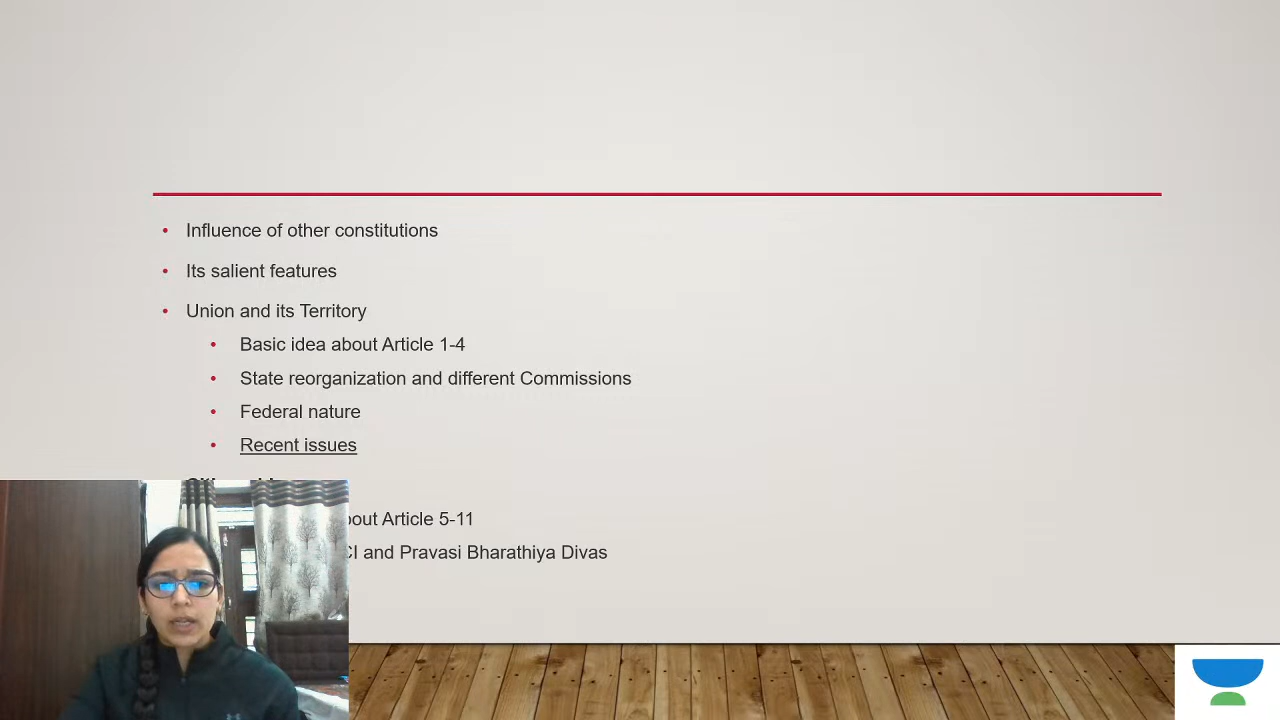 Influence of other constitutions
Its salient features
Union and its Territory
Basic idea about Article 1-4
State reorganization and different Commissions
Federal nature
Recent issues
about Article 5-11
and Pravasi Bharathiya Divas